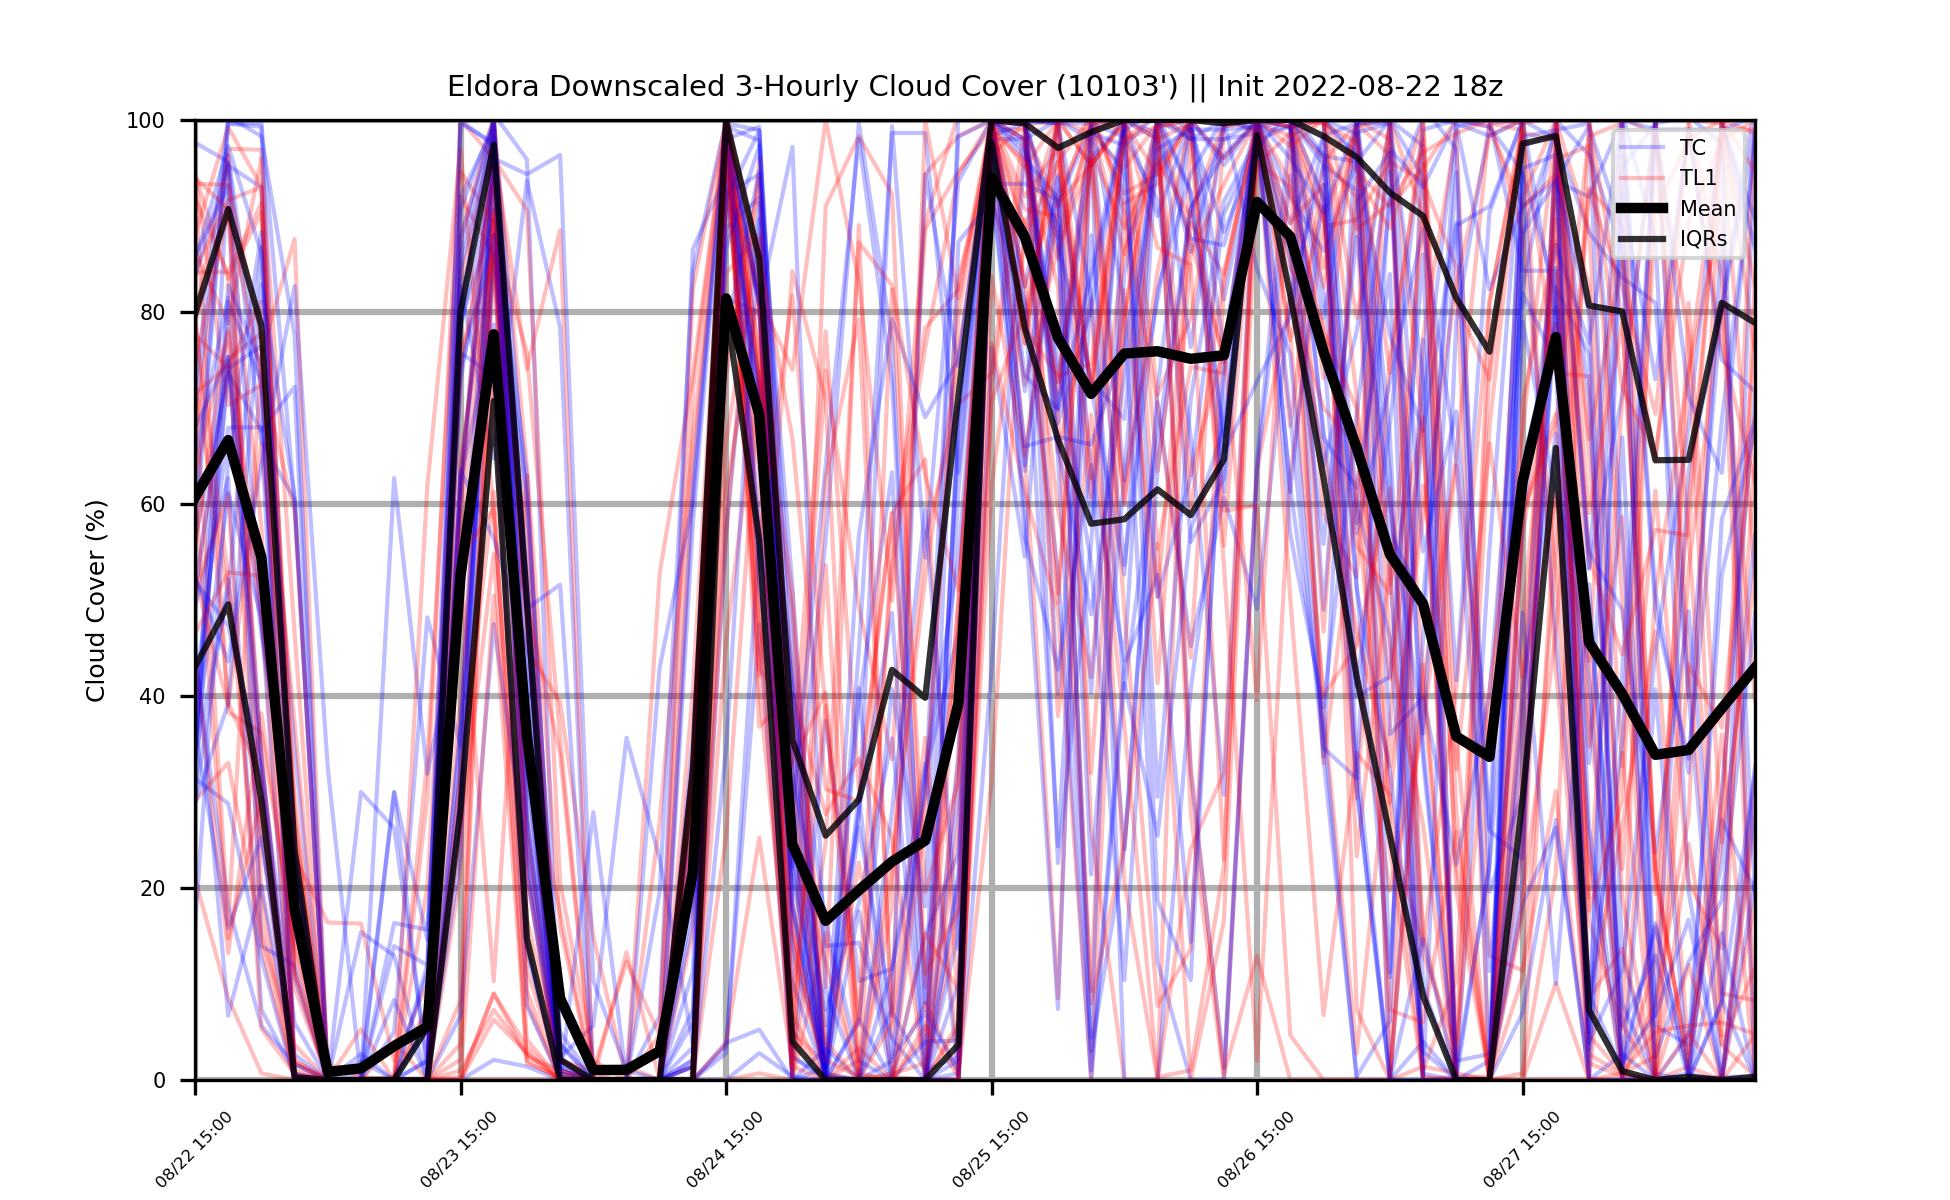 Eldora Downscaled 3-Hourly Cloud Cover (10103') || Init 2022-08-22 18z
Cloud Cover (%)
100
80
60
40
20
0
TC
TL1
Mean
IQRs
08/22 15:00
08/23 15:00
08/24 15:00
08/25 15:00
08/26 15:00
08/27 15:00